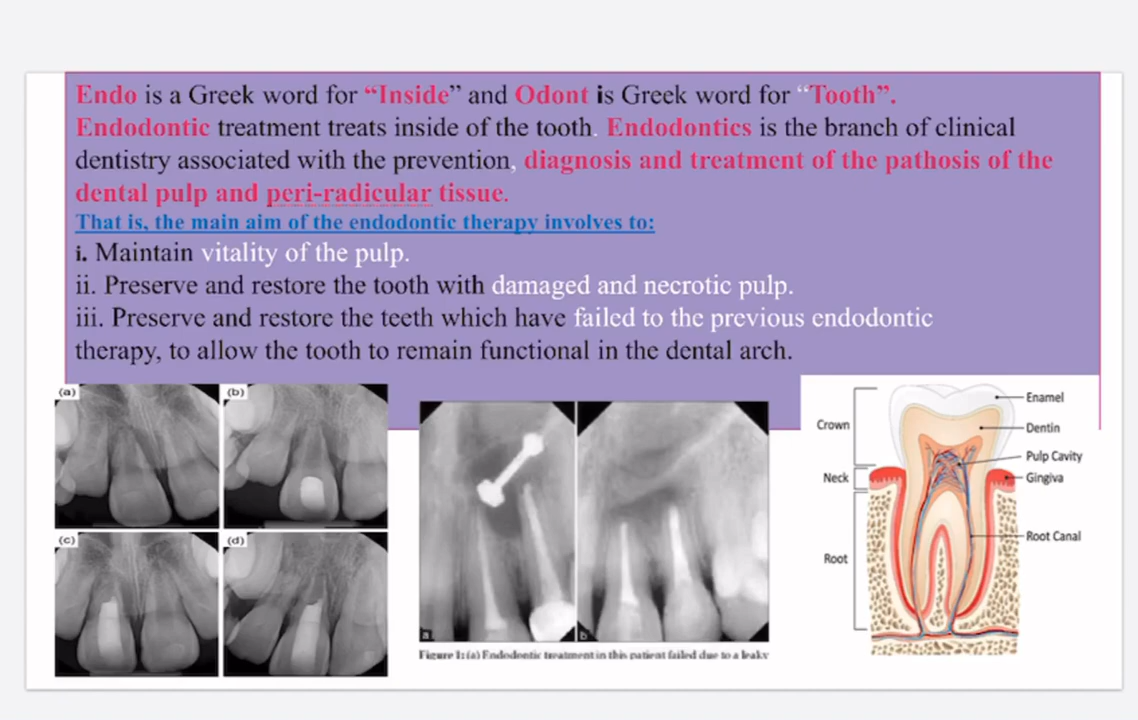 Endo is a Greek word for “Inside” and Odont is Greek word for “Tooth”.
Endodontic treatment treats inside of the tooth. Endodontics is the branch of clinical
dentistry associated with the prevention, diagnosis and treatment of the pathosis of the
dental pulp and peri-radicular tissue.
That is, the main aim of the endodontic therapy involves to:
i. Maintain vitality of the pulp.
ii. Preserve and restore the tooth with damaged and necrotic pulp.
iii. Preserve and restore the teeth which have failed to the previous endodontic
therapy, to allow the tooth to remain functional in the dental arch.
(a)
(b)
(c)
(d)
a
b
Figure 1: (a) Endodontic treatment in this patient failed due to a leaky
Crown
Neck
Root
Enamel
Dentin
Pulp Cavity
Gingiva
Root Canal